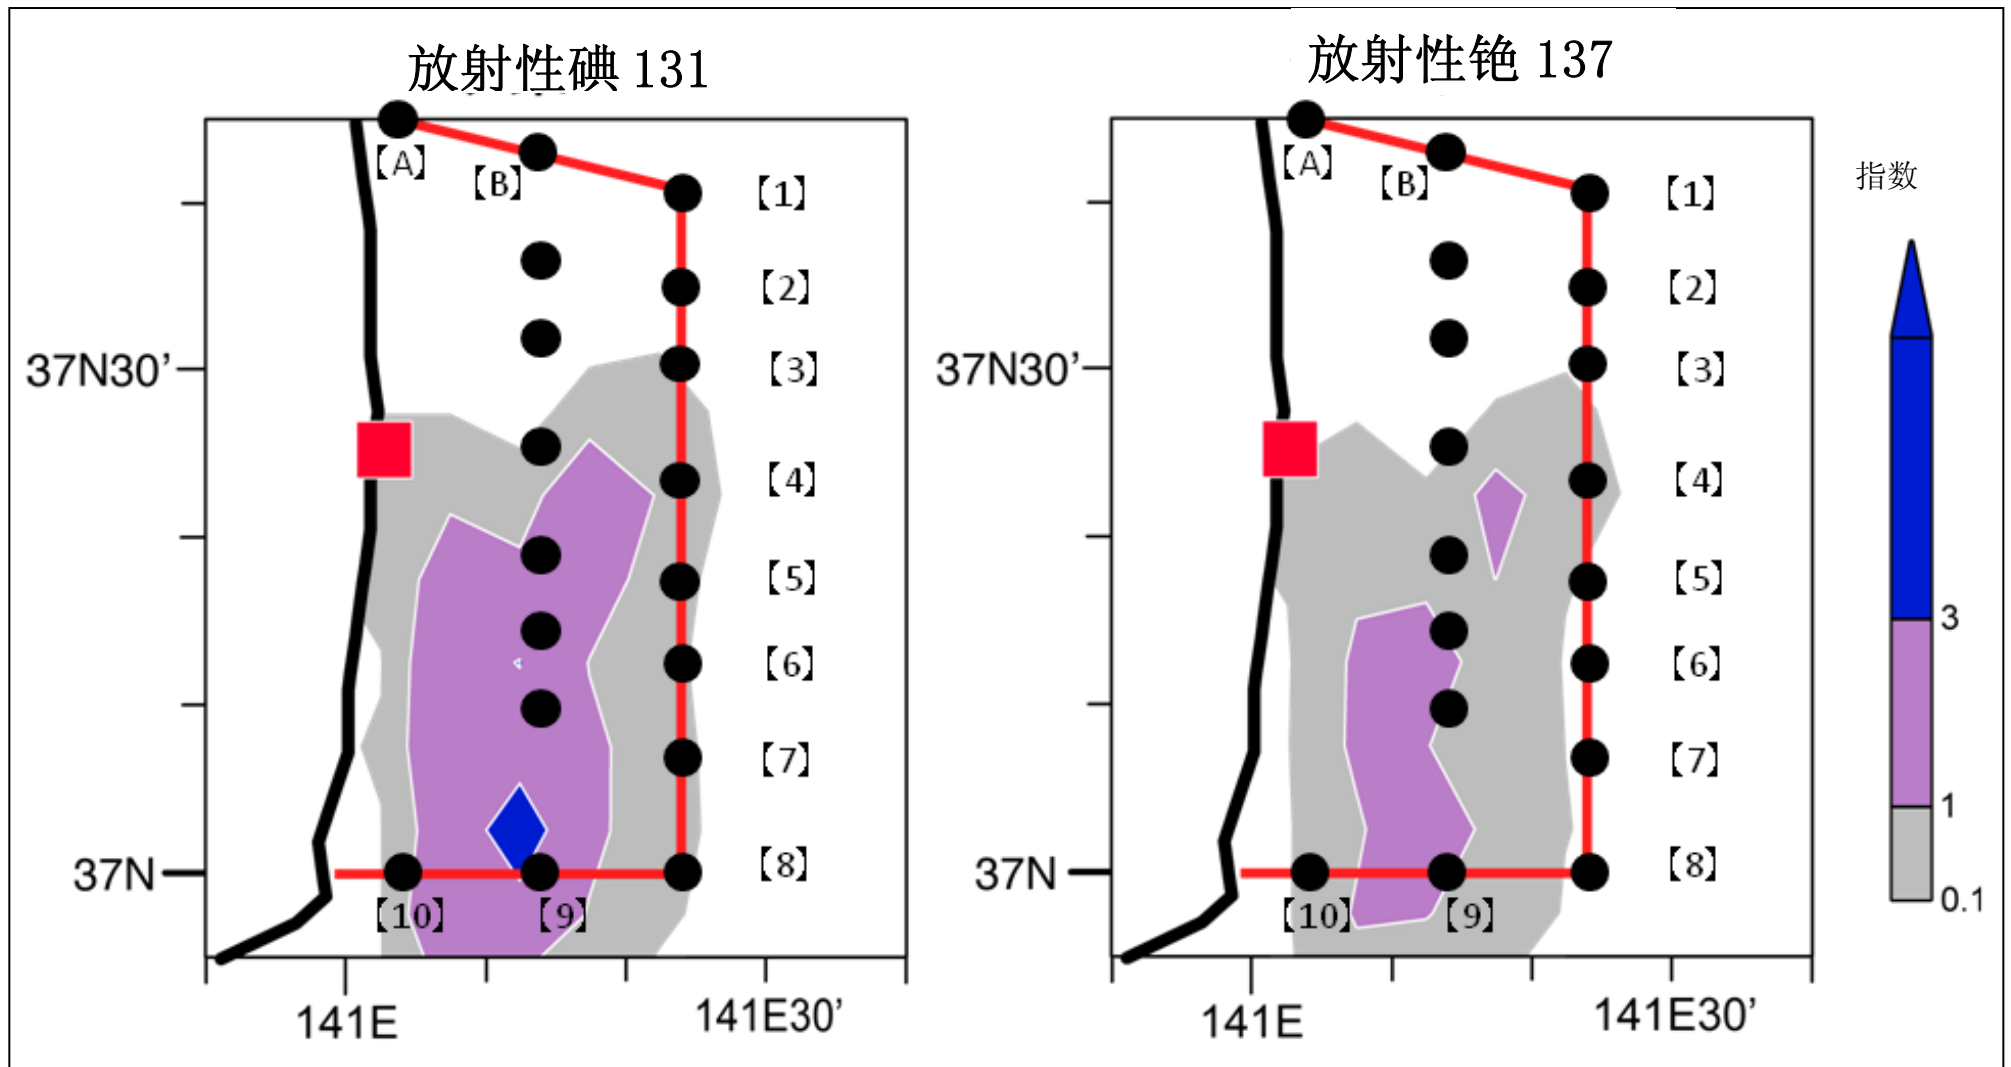 放射性碘 131
【A】
【B】
【1】
【2】
37N30’
【3】
【4】
【5】
【6】
【7】
37N
【8】
【10】
【9】
141E
141E30’
放射性铯 137
【A】
【B】
【1】
【2】
37N30’
【3】
【4】
【5】
【6】
【7】
37N
【8】
【10】
【9】
141E
141E30’
指数
3
1
0.1